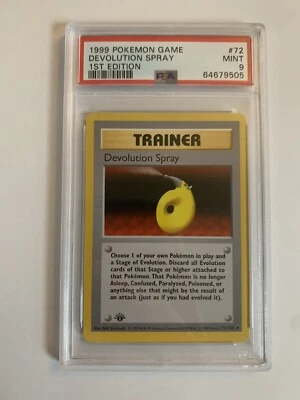 1999 POKEMON GAME #72
DEVOLUTION SPRAY MINT
1ST EDITION 9
PSA 64679505
TRAINER
Devolution Spray
Choose 1 of your own Pokémon in play and
a Stage of Evolution. Discard all Evolution
cards of that Stage or higher attached to
that Pokémon. That Pokémon is no longer
Asleep, Confused, Paralyzed, Poisoned, or
anything else that might be the result of
an attack (just as if you had evolved it).